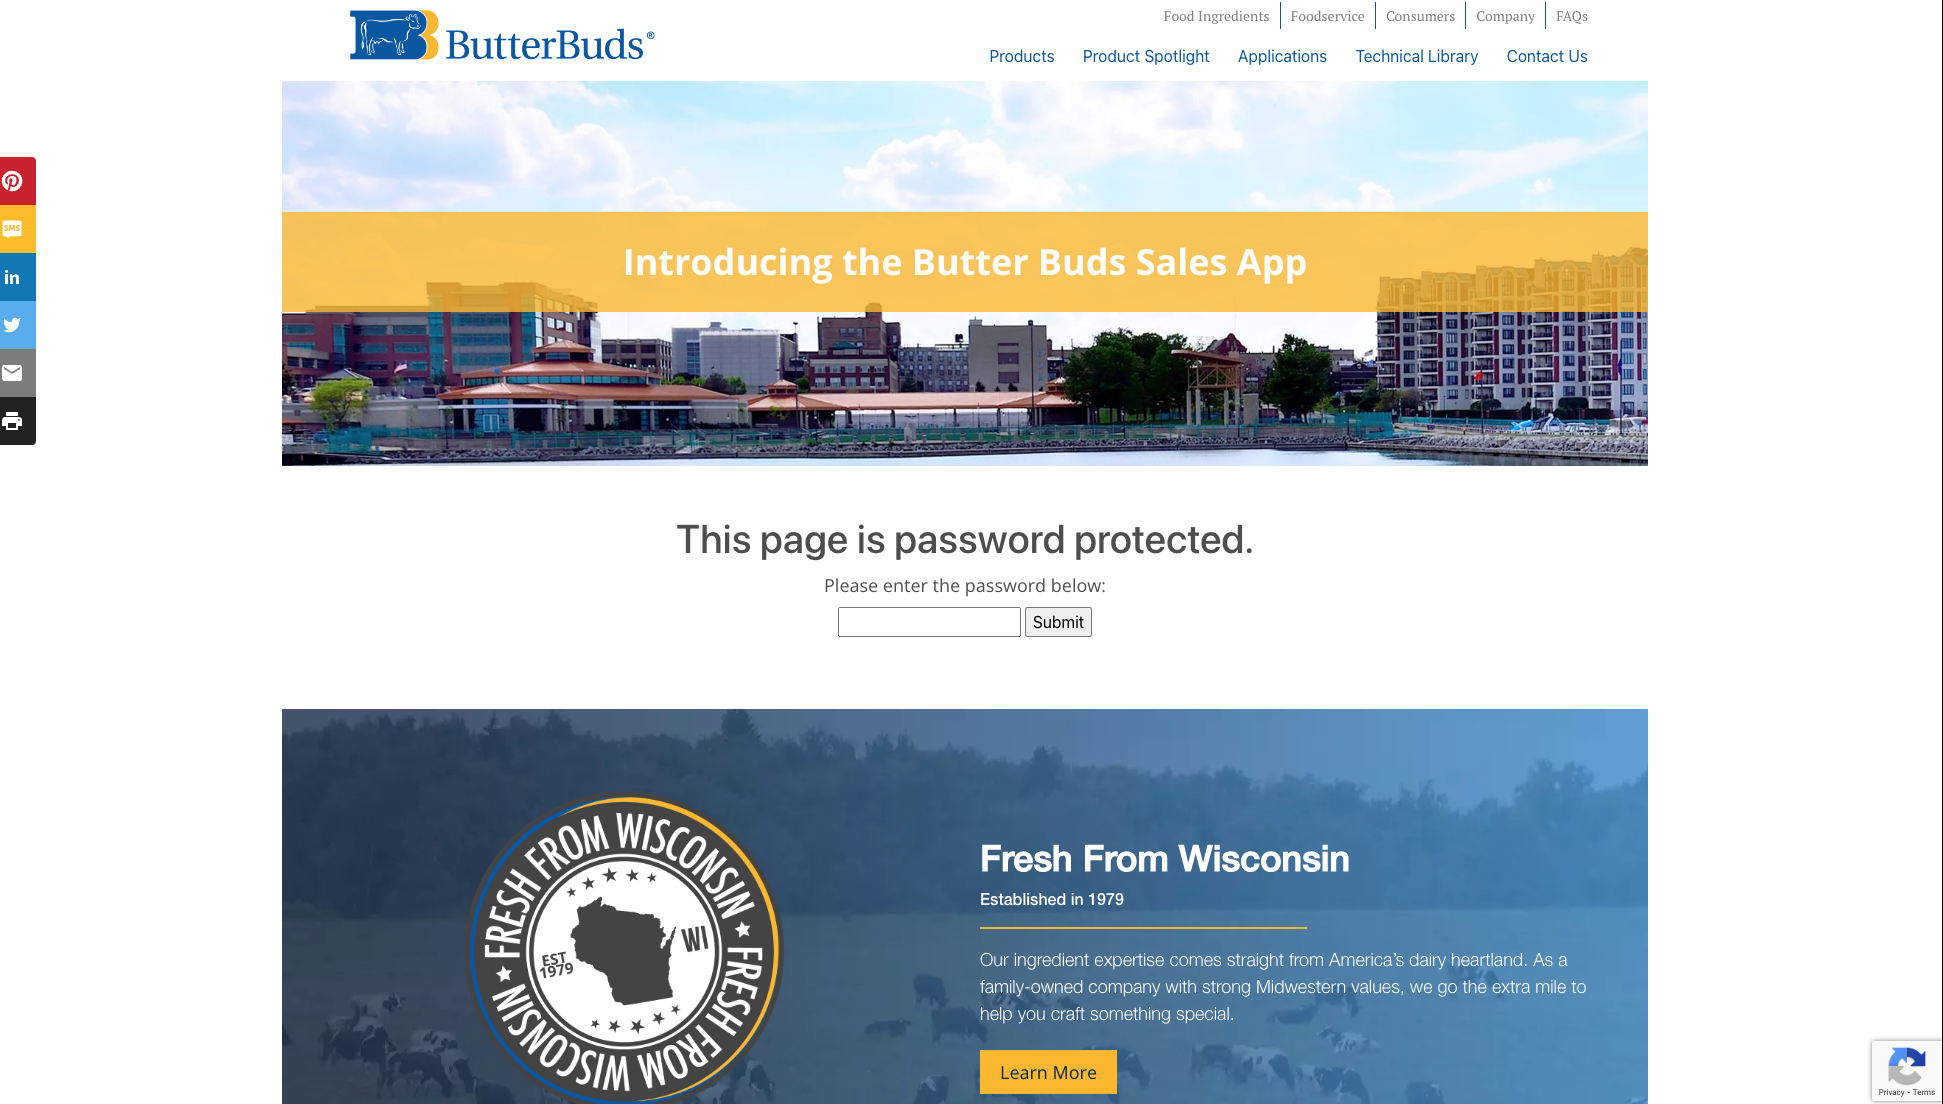 ButterBuds®
Food Ingredients
Foodservice
Consumers
Company
FAQs
Products
Product Spotlight
Applications
Technical Library
Contact Us
SMS
in
Introducing the Butter Buds Sales App
This page is password protected.
Please enter the password below:
Submit
FRESH FROM WISCONSIN
FRESH FROM WISCONSIN
EST
1979
WI
Fresh From Wisconsin
Established in 1979
Our ingredient expertise comes straight from America’s dairy heartland. As a
family-owned company with strong Midwestern values, we go the extra mile to
help you craft something special.
Learn More
Privacy - Terms